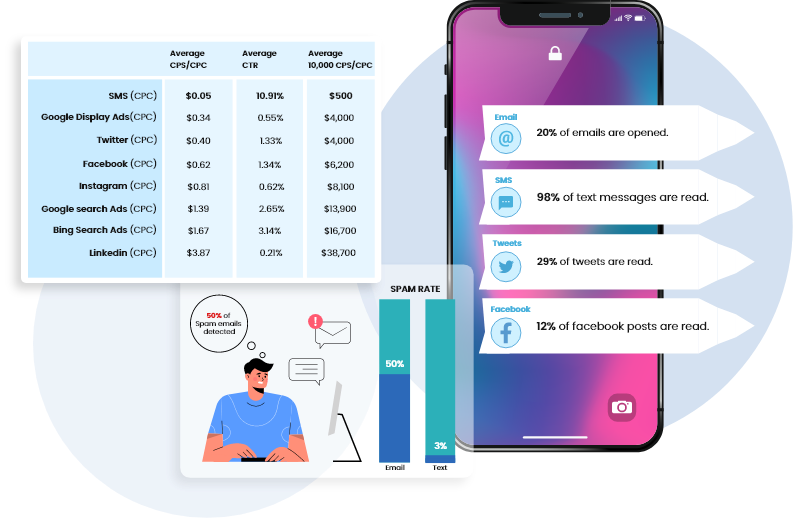 Average CPS/CPC Average CTR Average 10,000 CPS/CPC
SMS (CPC) $0.05 10.91% $500
Google Display Ads(CPC) $0.34 0.55% $4,000
Twitter (CPC) $0.40 1.33% $4,000
Facebook (CPC) $0.62 1.34% $6,200
Instagram (CPC) $0.81 0.62% $8,100
Google search Ads (CPC) $1.39 2.65% $13,900
Bing Search Ads (CPC) $1.67 3.14% $16,700
Linkedin (CPC) $3.87 0.21% $38,700
Email
@
20% of emails are opened.
SMS
98% of text messages are read.
Tweets
29% of tweets are read.
Facebook
f
12% of facebook posts are read.
50% of
Spam emails
detected
!
SPAM RATE
50%
3%
Email Text